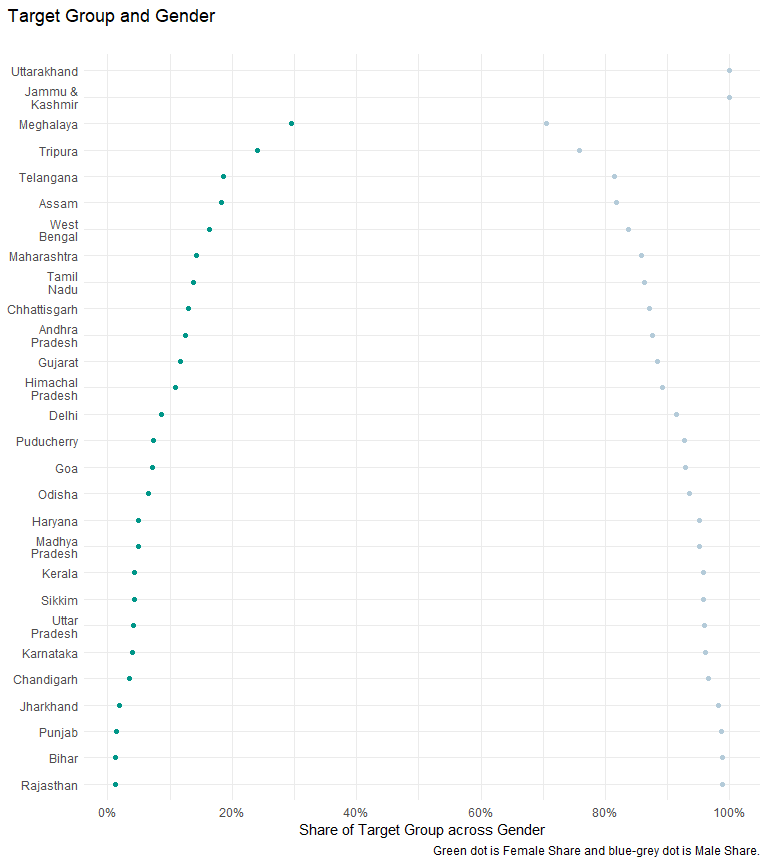 Target Group and Gender
Uttarakhand
Jammu &
Kashmir
Meghalaya
Tripura
Telangana
Assam
West
Bengal
Maharashtra
Tamil
Nadu
Chhattisgarh
Andhra
Pradesh
Gujarat
Himachal
Pradesh
Delhi
Puducherry
Goa
Odisha
Haryana
Madhya
Pradesh
Kerala
Sikkim
Uttar
Pradesh
Karnataka
Chandigarh
Jharkhand
Punjab
Bihar
Rajasthan
0% 20% 40% 60% 80% 100%
Share of Target Group across Gender
Green dot is Female Share and blue-grey dot is Male Share.